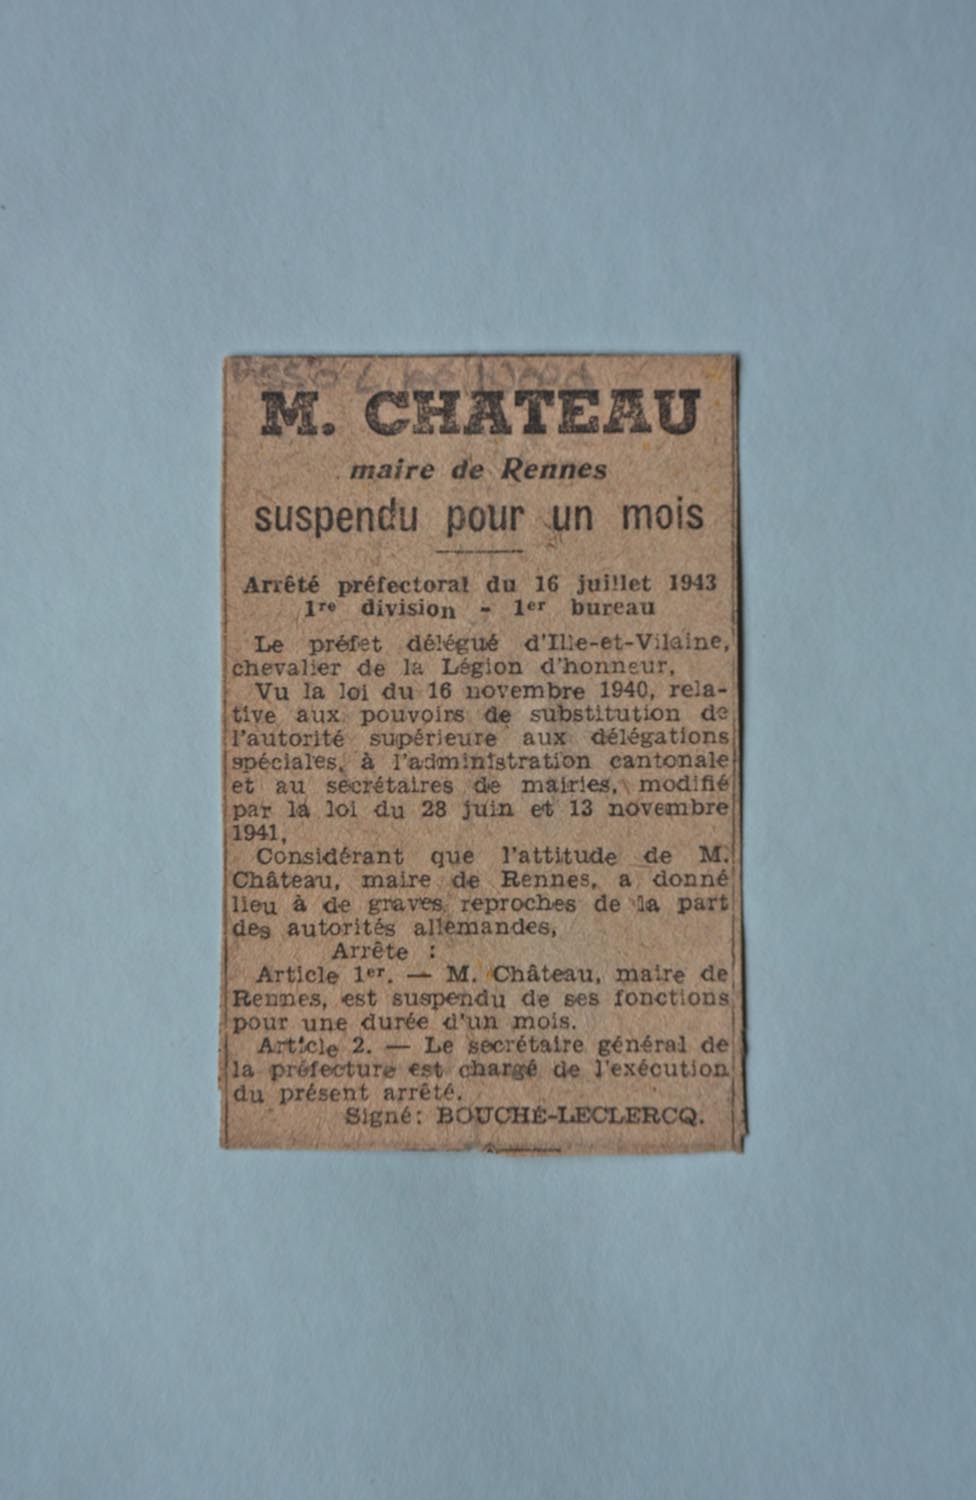 M. CHATEAU
maire de Rennes
suspendu pour un mois
Arrêté préfectoral du 16 juillet 1943
1re division - 1er bureau
Le préfet délégué d'Ille-et-Vilaine,
chevalier de la Légion d'honneur,
Vu la loi du 16 novembre 1940, rela-
tive aux pouvoirs de substitution de
l'autorité supérieure aux délégations
spéciales, à l'administration cantonale
et au secrétaires de mairies, modifié
par la loi du 28 juin et 13 novembre
1941,
Considérant que l'attitude de M.
Château, maire de Rennes, a donné
lieu à de graves reproches de la part
des autorités allemandes,
Arrête :
Article 1er. — M. Château, maire de
Rennes, est suspendu de ses fonctions
pour une durée d'un mois.
Article 2. — Le secrétaire général de
la préfecture est chargé de l'exécution
du présent arrêté.
Signé: BOUCHÉ-LECLERCQ.